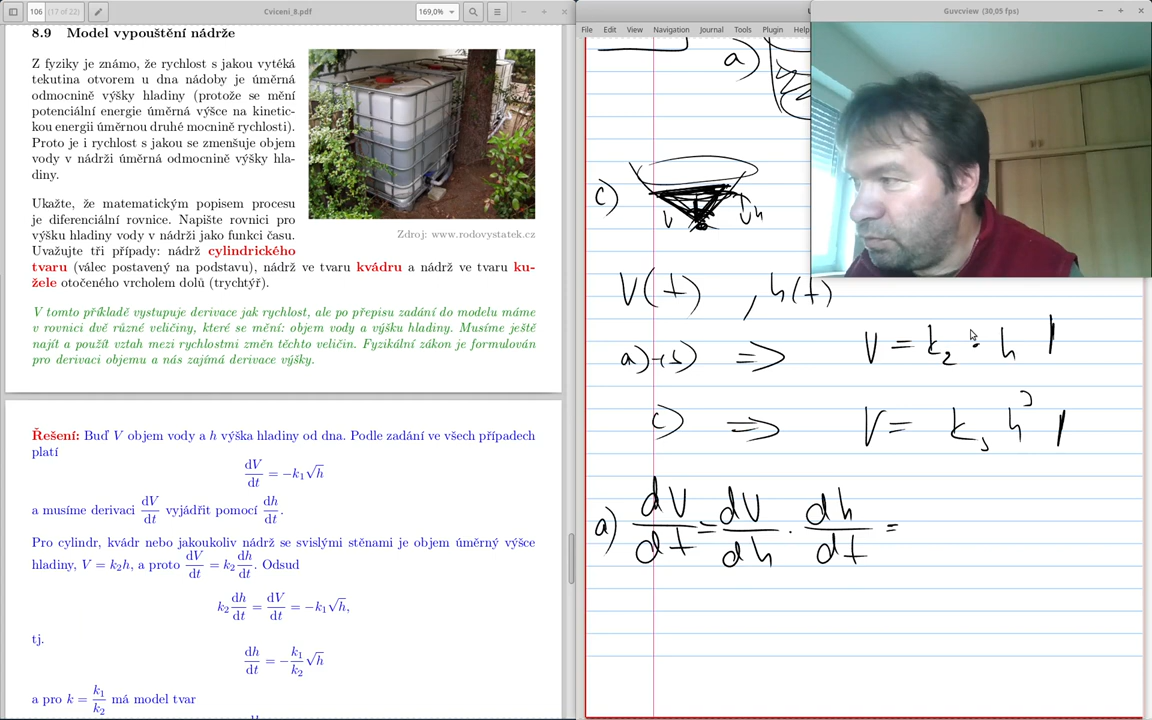 106 (17 of 22)
Cviceni_8.pdf
169,0%
8.9 Model vypouštění nádrže
Z fyziky je známo, že rychlost s jakou vytéká
tekutina otvorem u dna nádoby je úměrná
odmocnině výšky hladiny (protože se mění
potenciální energie úměrná výšce na kinetic-
kou energii úměrnou druhé mocnině rychlosti).
Proto je i rychlost s jakou se zmenšuje objem
vody v nádrži úměrná odmocnině výšky hla-
diny.
Ukažte, že matematickým popisem procesu
je diferenciální rovnice. Napište rovnici pro
výšku hladiny vody v nádrži jako funkci času.
Zdroj: www.rodovystatek.cz
Uvažujte tři případy: nádrž cylindrického
tvaru (válec postavený na podstavu), nádrž ve tvaru kvádru a nádrž ve tvaru ku-
žele otočeného vrcholem dolů (trychtýř).
V tomto příkladě vystupuje derivace jak rychlost, ale po přepisu zadání do modelu máme
v rovnici dvě různé veličiny, které se mění: objem vody a výšku hladiny. Musíme ještě
najít a použít vztah mezi rychlostmi změn těchto veličin. Fyzikální zákon je formulován
pro derivaci objemu a nás zajímá derivace výšky.
Řešení: Buď V objem vody a h výška hladiny od dna. Podle zadání ve všech případech
platí
dV/dt = −k₁√h
a musíme derivaci dV/dt vyjádřit pomocí dh/dt.
Pro cylindr, kvádr nebo jakoukoliv nádrž se svislými stěnami je objem úměrný výšce
hladiny, V = k₂h, a proto dV/dt = k₂ dh/dt. Odsud
k₂ dh/dt = dV/dt = −k₁√h,
tj.
dh/dt = −k₁/k₂ √h
a pro k = k₁/k₂ má model tvar
File Edit View Navigation Journal Tools Plugin Help
Guvcview (30,05 fps)
a)
c)
V h
V(t) , h(t)
a)+b) ⇒ V = k₂ · h
c) ⇒ V = k₃ h³
a) dV/dt = dV/dh · dh/dt =